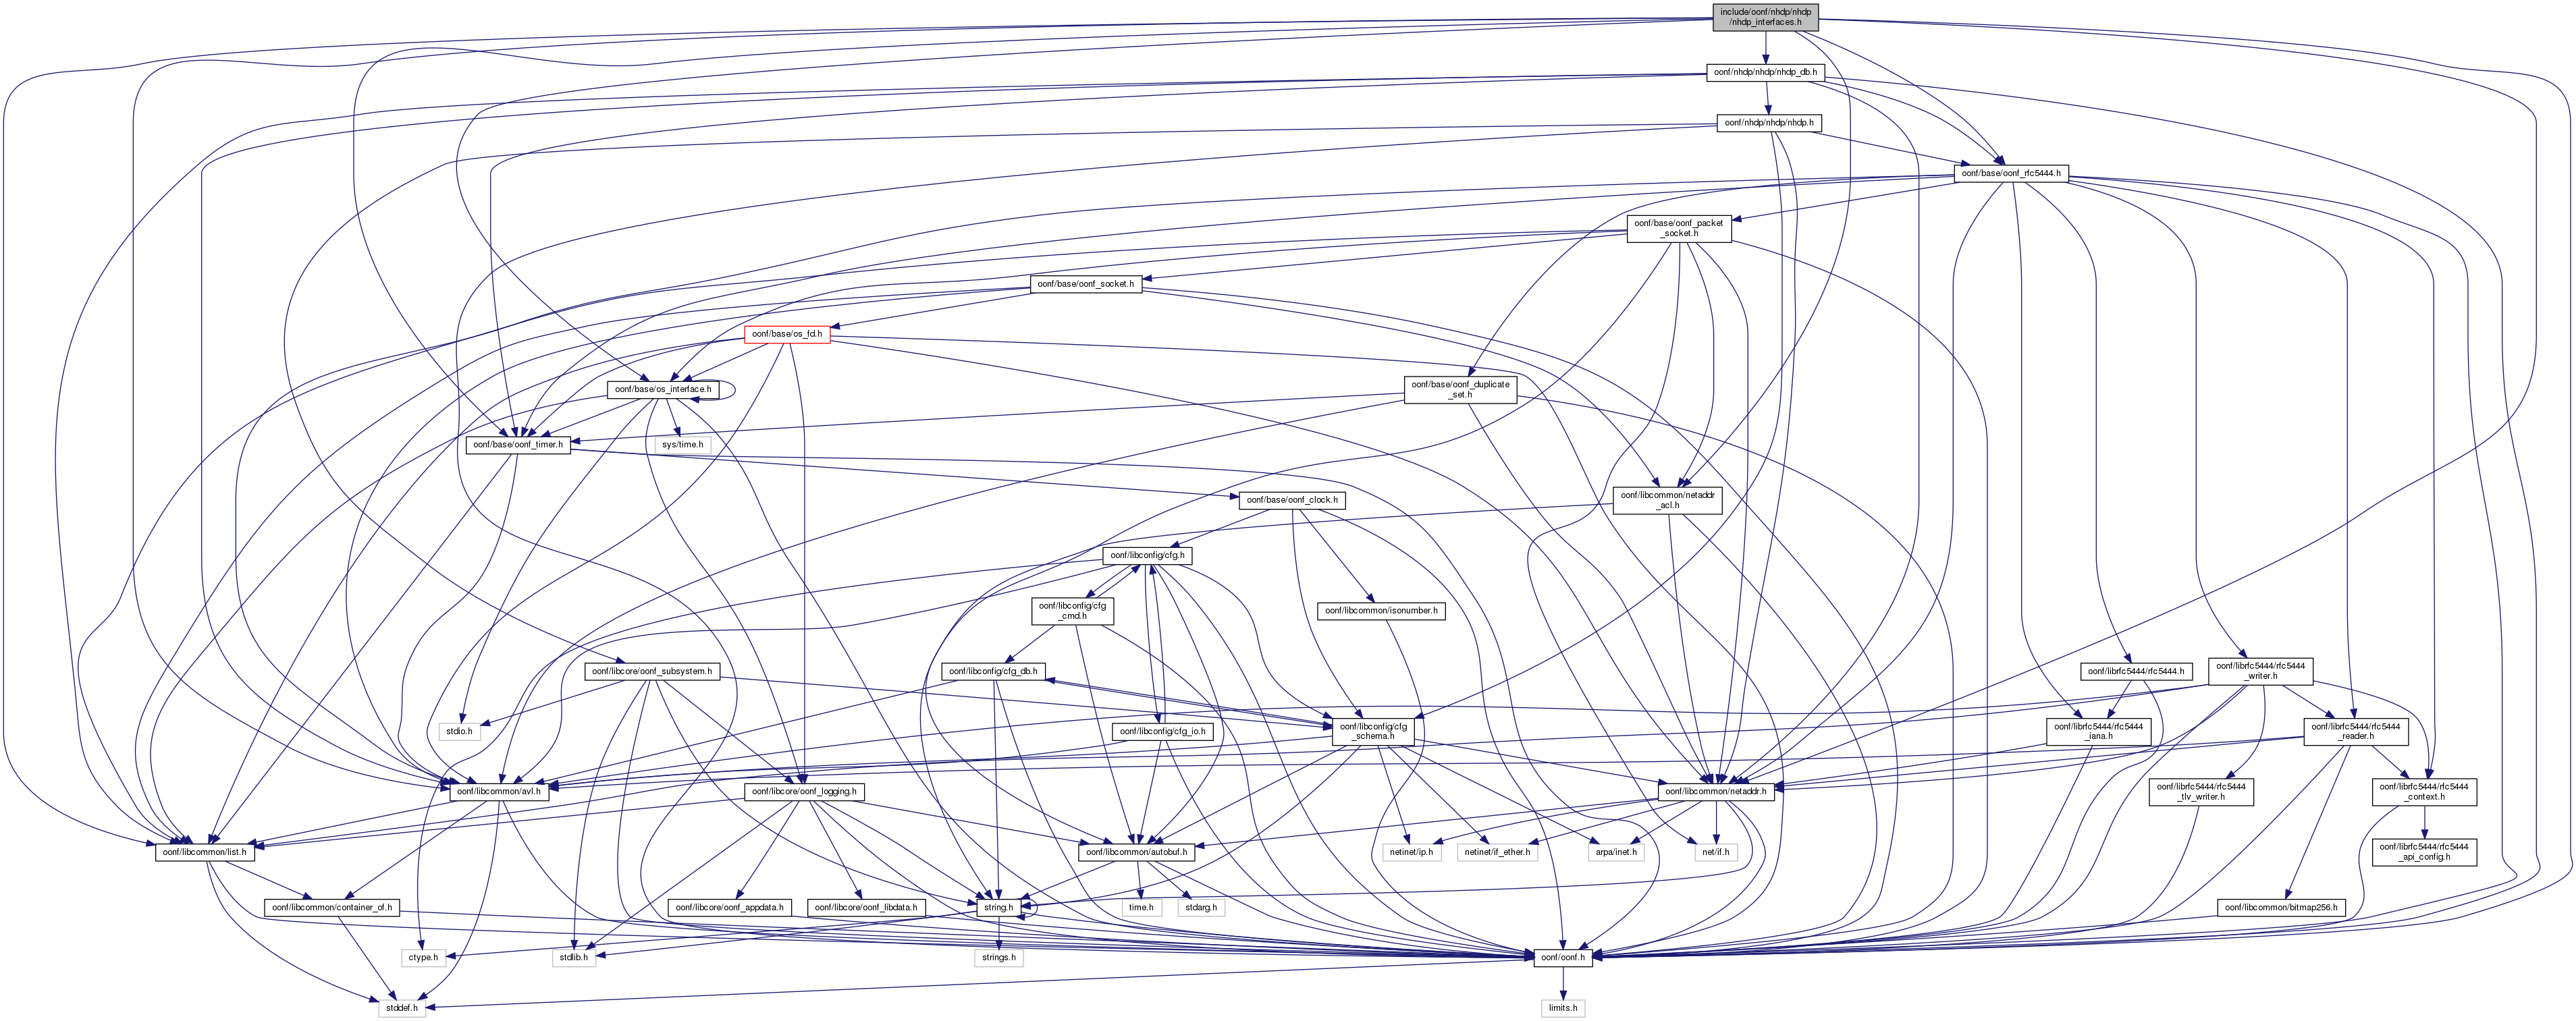 include/oonf/nhdp/nhdp
/nhdp_interfaces.h
oonf/nhdp/nhdp/nhdp_db.h
oonf/nhdp/nhdp/nhdp.h
oonf/base/oonf_rfc5444.h
oonf/base/oonf_packet
_socket.h
oonf/base/oonf_socket.h
oonf/base/os_fd.h
oonf/base/os_interface.h
oonf/base/oonf_duplicate
_set.h
oonf/base/oonf_timer.h
sys/time.h
oonf/base/oonf_clock.h
oonf/libcommon/netaddr
_acl.h
oonf/libconfig/cfg.h
oonf/libconfig/cfg
_cmd.h
oonf/libcommon/isonumber.h
oonf/libcore/oonf_subsystem.h
oonf/libconfig/cfg_db.h
oonf/librfc5444/rfc5444.h
oonf/librfc5444/rfc5444
_writer.h
stdio.h
oonf/libconfig/cfg_io.h
oonf/libconfig/cfg
_schema.h
oonf/librfc5444/rfc5444
_iana.h
oonf/librfc5444/rfc5444
_reader.h
oonf/libcommon/avl.h
oonf/libcore/oonf_logging.h
oonf/libcommon/netaddr.h
oonf/librfc5444/rfc5444
_tlv_writer.h
oonf/librfc5444/rfc5444
_context.h
oonf/libcommon/list.h
oonf/libcommon/autobuf.h
netinet/ip.h
netinet/if_ether.h
arpa/inet.h
net/if.h
oonf/librfc5444/rfc5444
_api_config.h
oonf/libcommon/container_of.h
oonf/libcore/oonf_appdata.h
oonf/libcore/oonf_libdata.h
string.h
time.h
stdarg.h
oonf/libcommon/bitmap256.h
ctype.h
stdlib.h
strings.h
oonf/oonf.h
stddef.h
limits.h